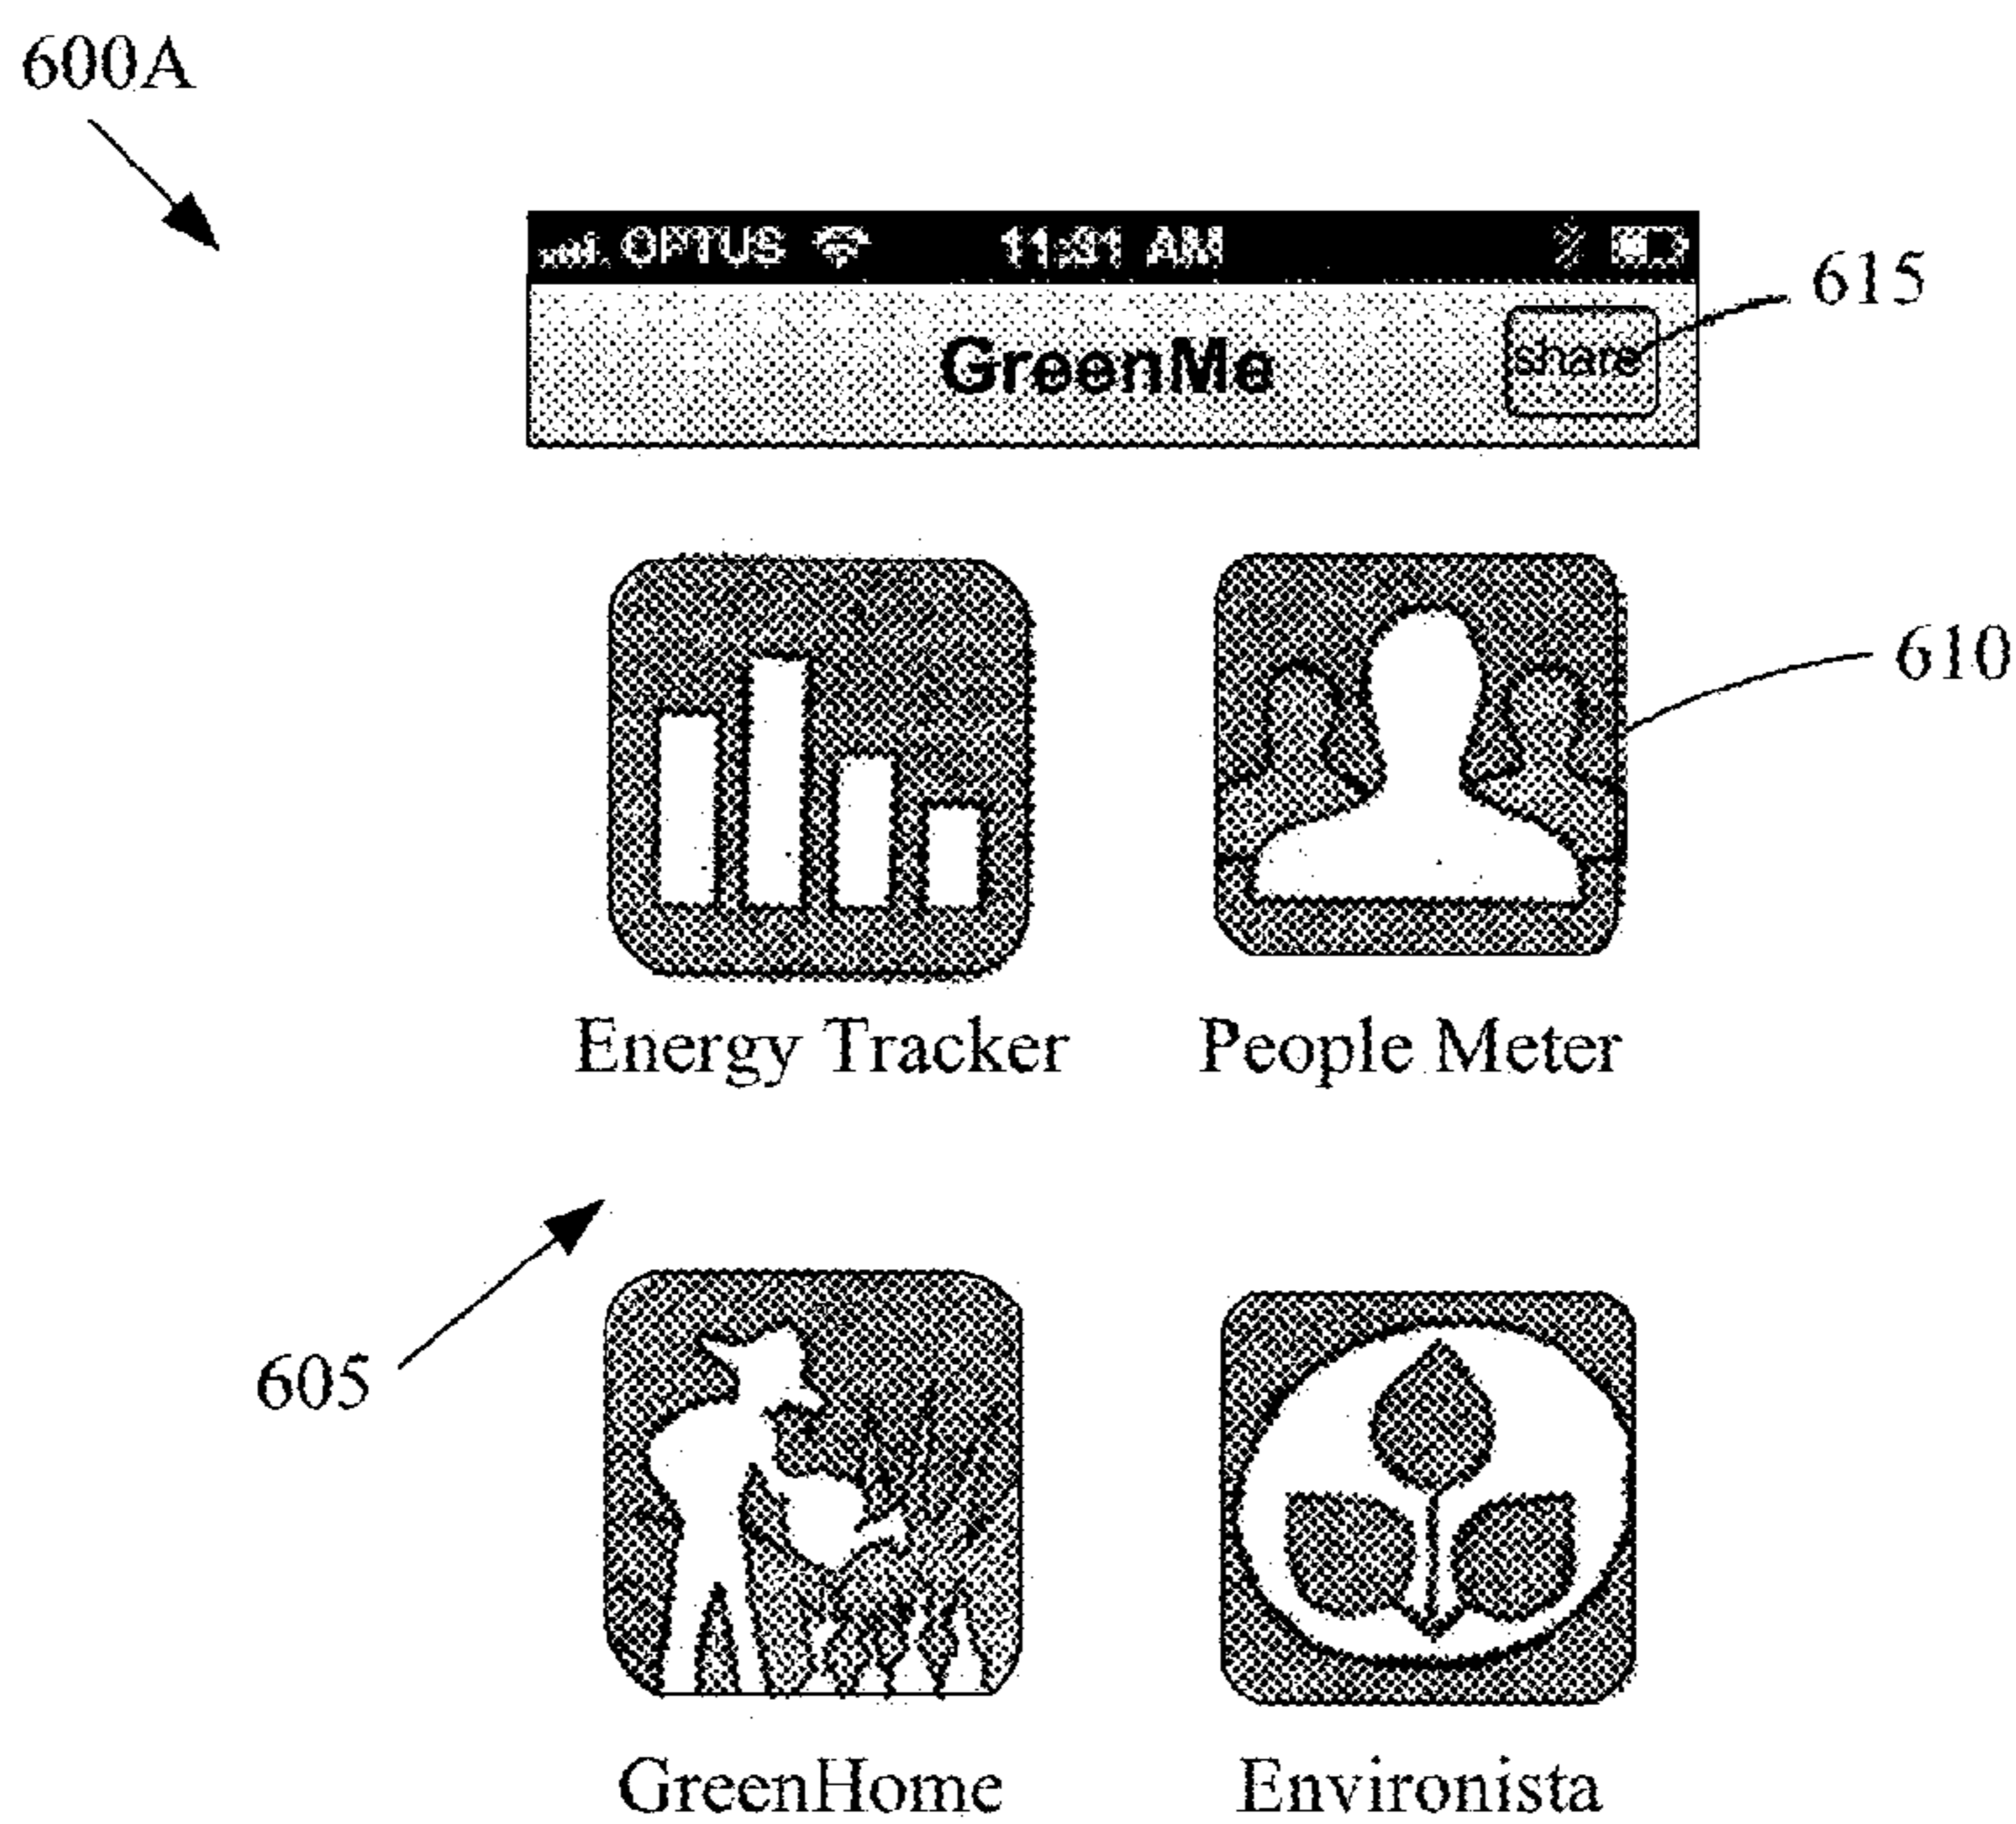 600A
OPTUS 11:31 AM
615
GreenMe share
610
Energy Tracker People Meter
605
GreenHome Environista